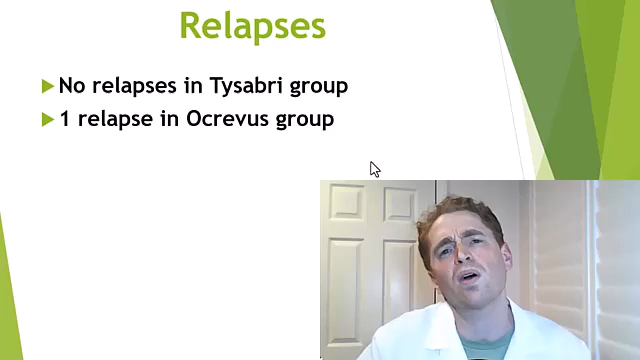 Relapses
No relapses in Tysabri group
1 relapse in Ocrevus group